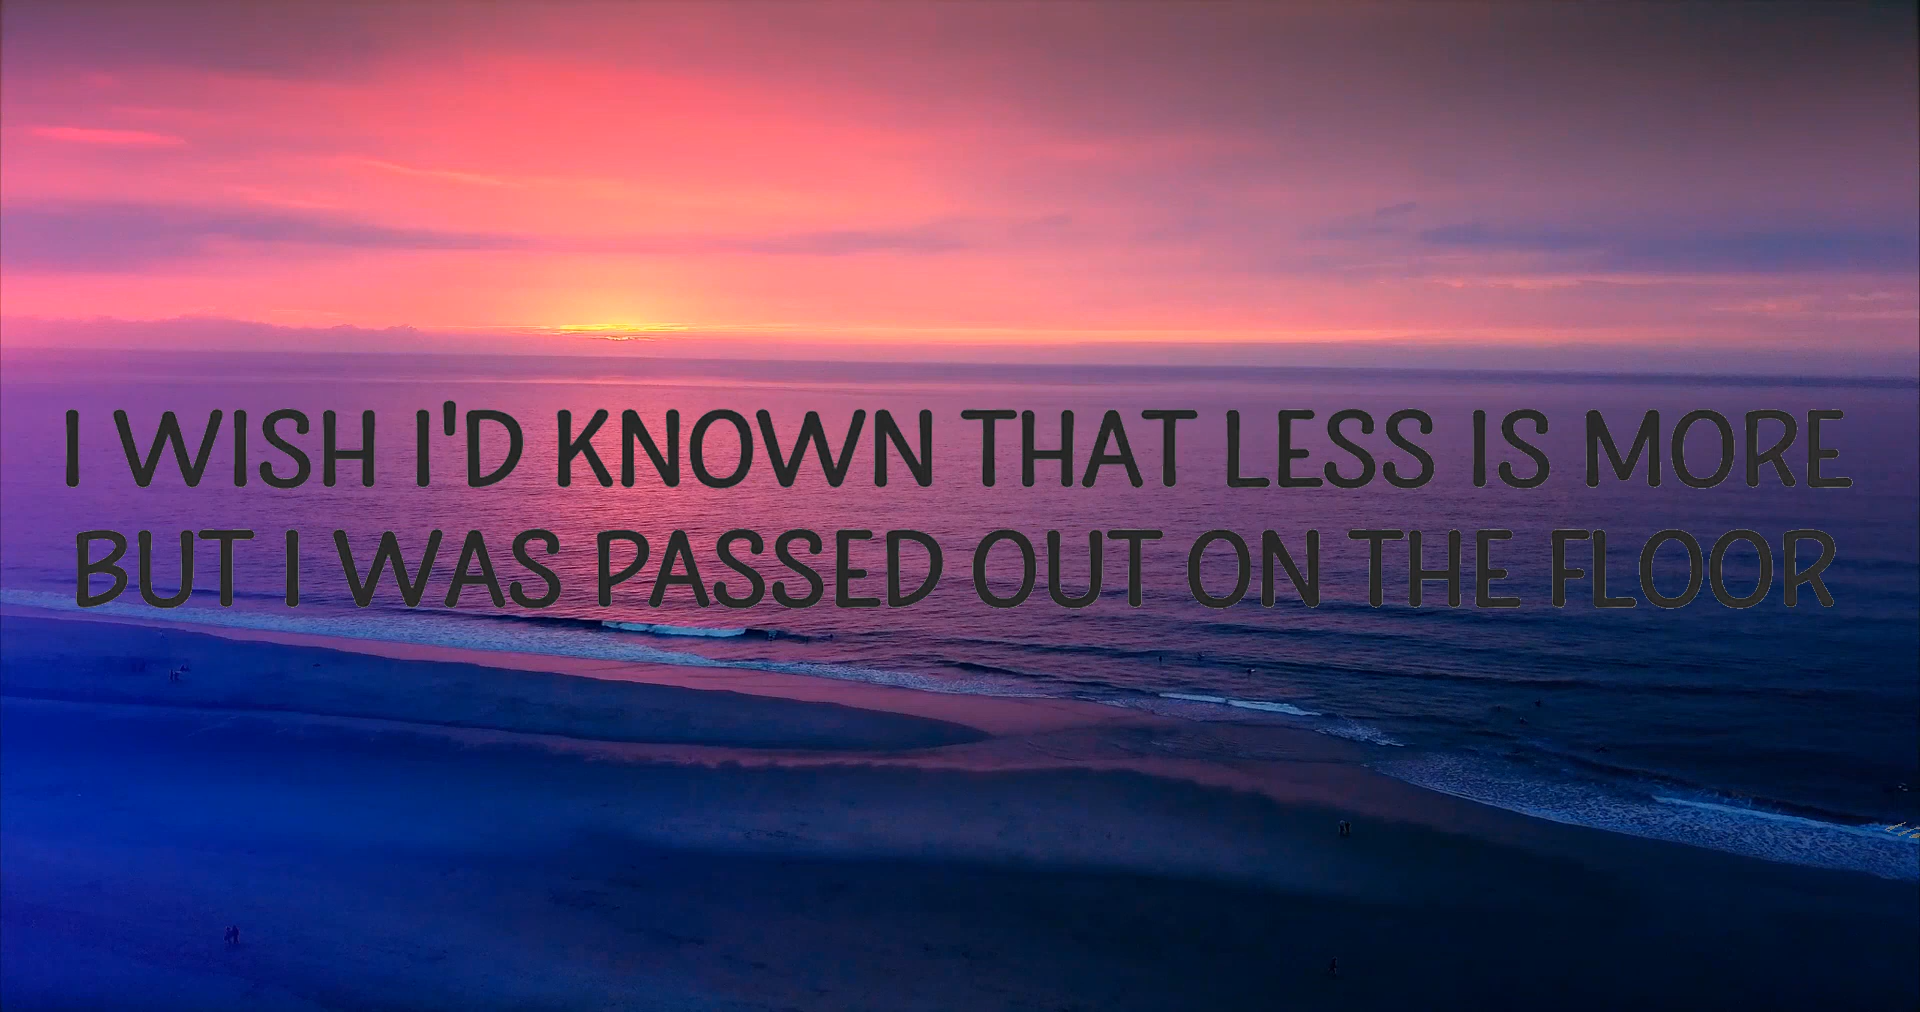 I WISH I'D KNOWN THAT LESS IS MORE
BUT I WAS PASSED OUT ON THE FLOOR